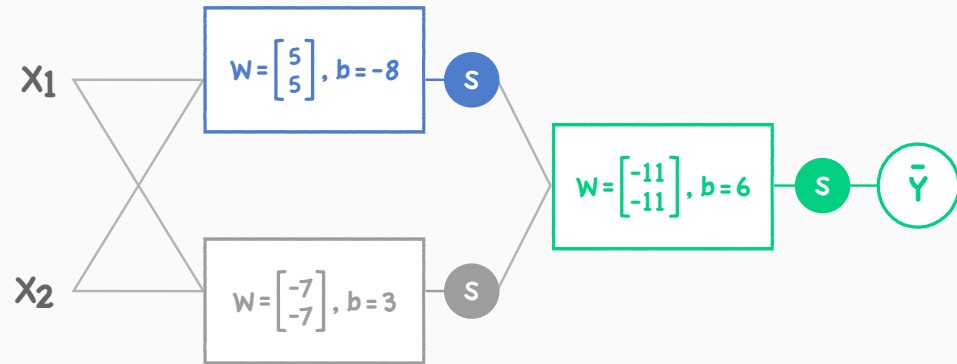 X1
W = [5 5], b = -8
S
W = [-11 -11], b = 6
S
Ȳ
X2
W = [-7 -7], b = 3
S